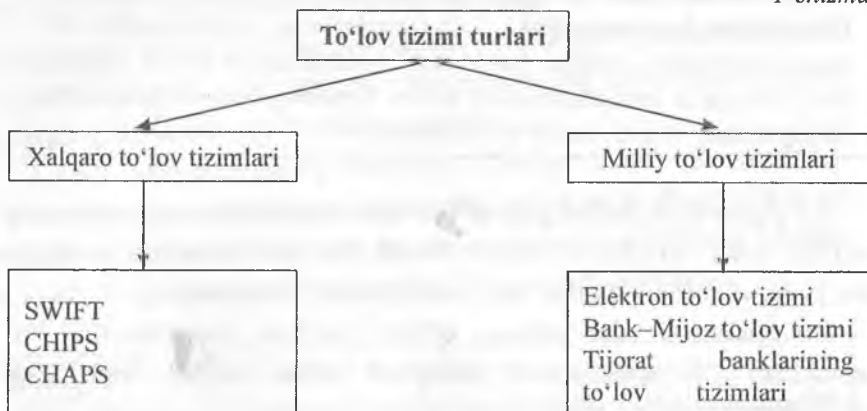 To‘lov tizimi turlari
Xalqaro to‘lov tizimlari
Milliy to‘lov tizimlari
SWIFT
CHIPS
CHAPS
Elektron to‘lov tizimi
Bank–Mijoz to‘lov tizimi
Tijorat banklarining
to‘lov tizimlari